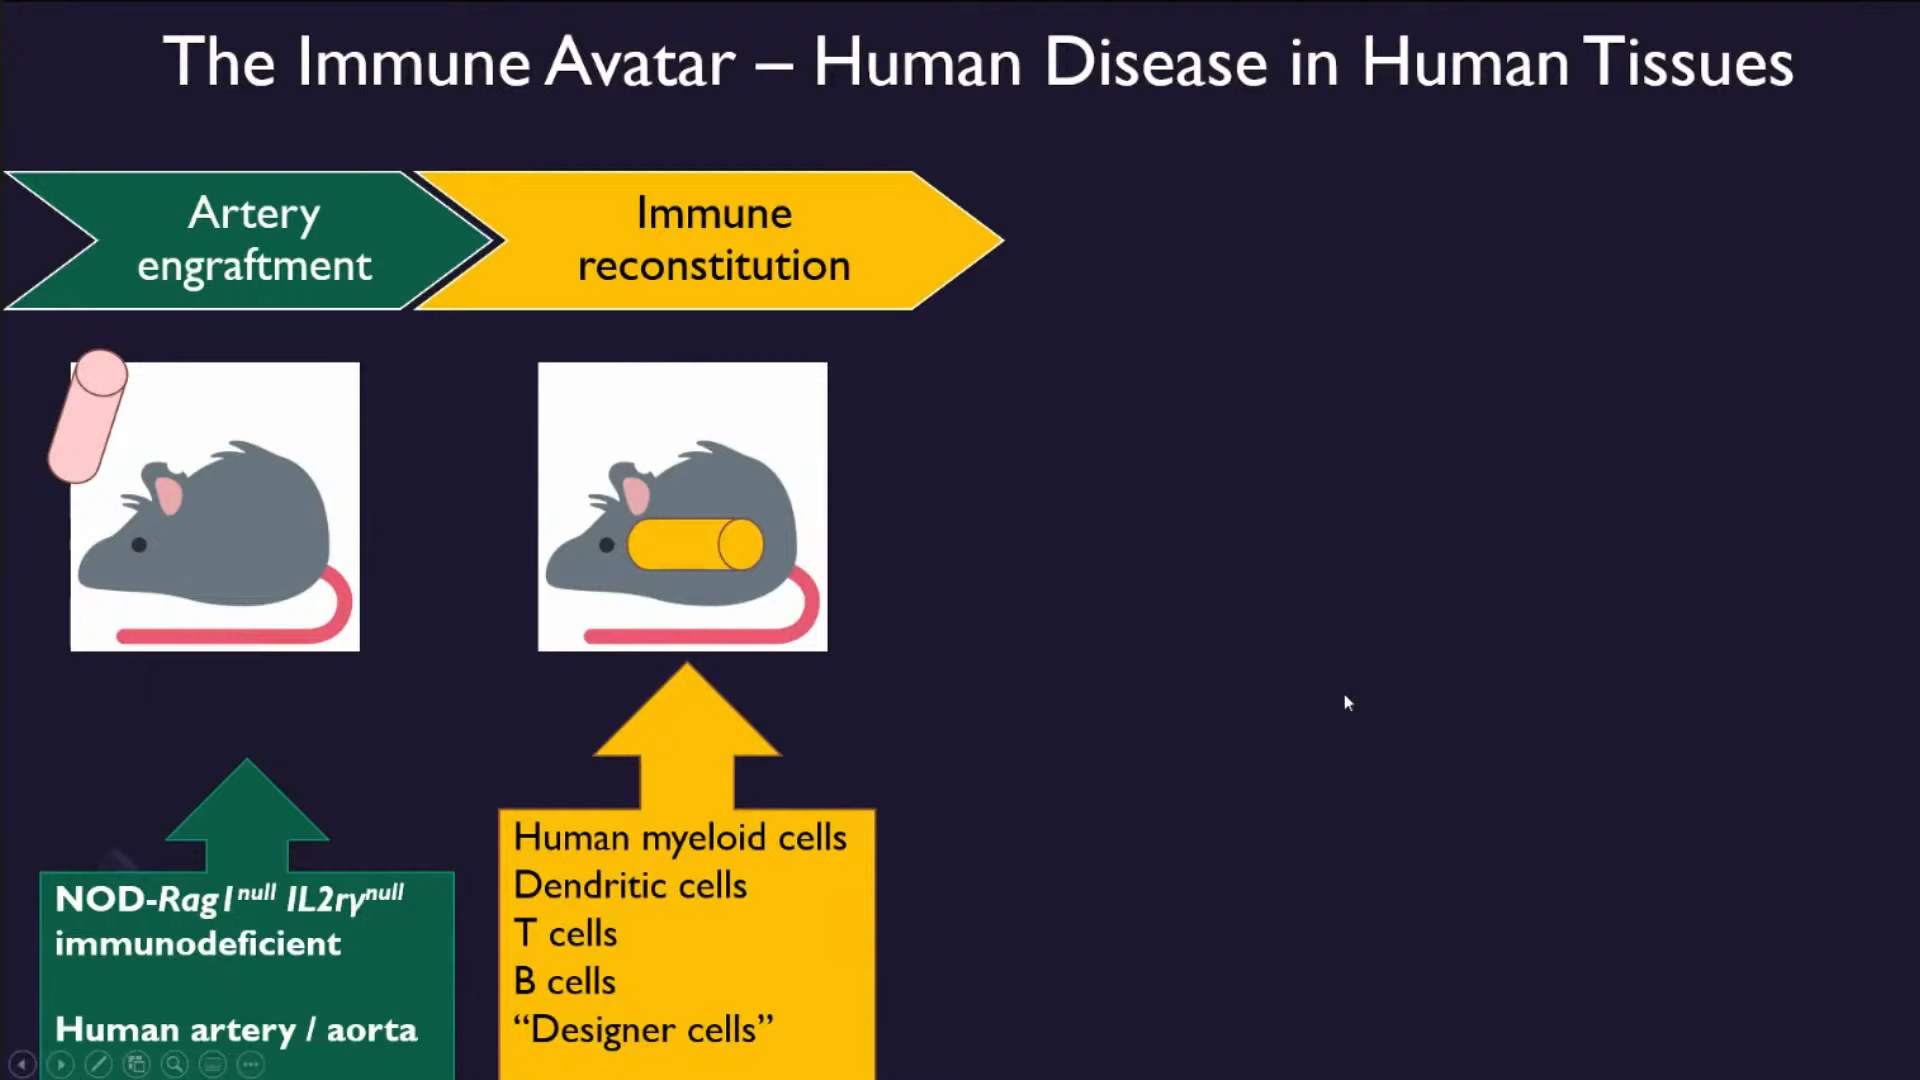 The Immune Avatar – Human Disease in Human Tissues
Artery
engraftment
Immune
reconstitution
NOD-Rag1null IL2rγnull
immunodeficient
Human artery / aorta
Human myeloid cells
Dendritic cells
T cells
B cells
“Designer cells”